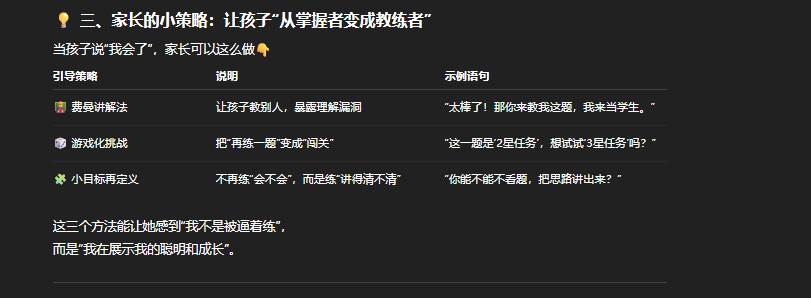 💡 三、家长的小策略：让孩子“从掌握者变成教练者”
当孩子说“我会了”，家长可以这么做👇
引导策略 说明 示例语句
👩‍🏫 费曼讲解法 让孩子教别人，暴露理解漏洞 “太棒了！那你来教我这题，我来当学生。”
🎲 游戏化挑战 把“再练一题”变成“闯关” “这一题是‘2星任务’，想试试‘3星任务’吗？”
🧩 小目标再定义 不再练“会不会”，而是练“讲得清不清” “你能不能不看题，把思路讲出来？”
这三个方法能让她感到“我不是被逼着练”，
而是“我在展示我的聪明和成长”。